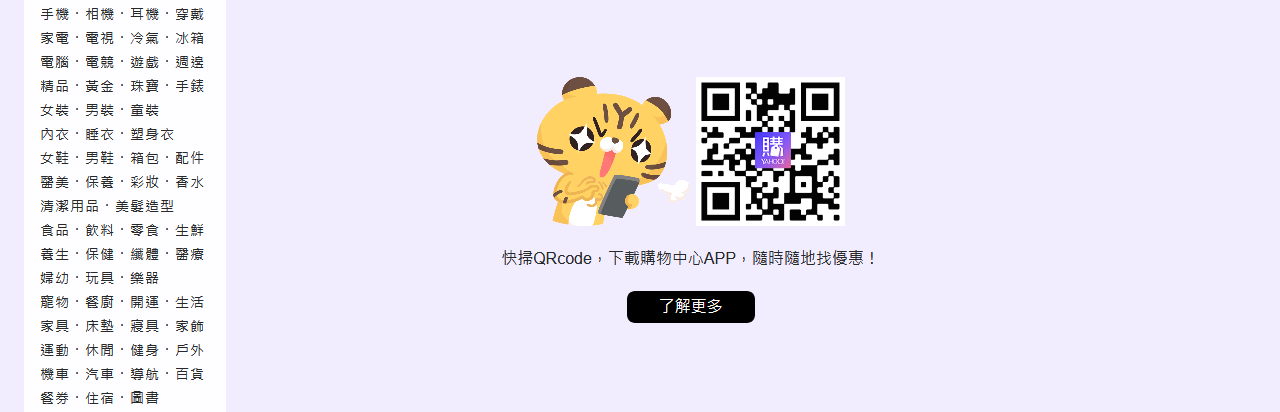 手機．相機．耳機．穿戴
家電．電視．冷氣．冰箱
電腦．電競．遊戲．週邊
精品．黃金．珠寶．手錶
女裝．男裝．童裝
內衣．睡衣．塑身衣
女鞋．男鞋．箱包．配件
醫美．保養．彩妝．香水
清潔用品．美髮造型
食品．飲料．零食．生鮮
養生．保健．纖體．醫療
婦幼．玩具．樂器
寵物．餐廚．開運．生活
家具．床墊．寢具．家飾
運動．休閒．健身．戶外
機車．汽車．導航．百貨
餐券．住宿．圖書
購
YAHOO!
快掃QRcode，下載購物中心APP，隨時隨地找優惠！
了解更多